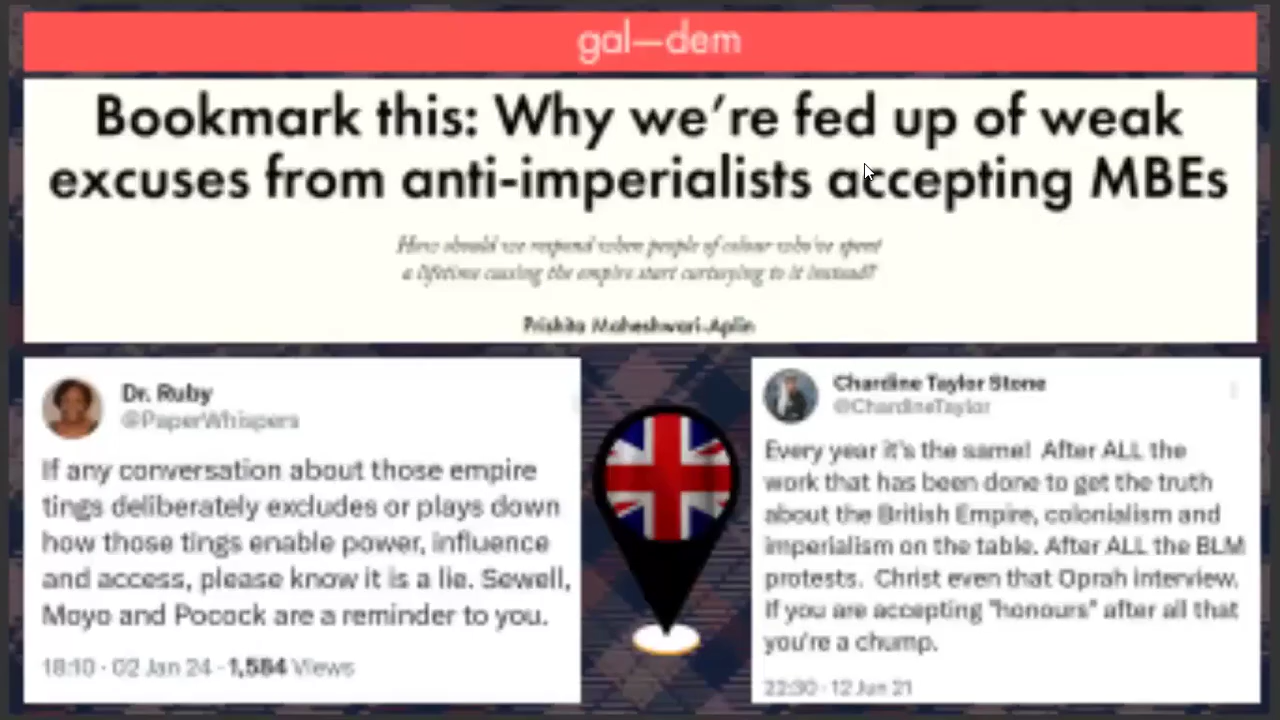 gal—dem
Bookmark this: Why we're fed up of weak
excuses from anti-imperialists accepting MBEs
How should we respond when people of colour who've spent
a lifetime cussing the empire start curtsying to it instead?
Prishita Maheshwari-Aplin
Dr. Ruby
@PaperWhispers
If any conversation about those empire
tings deliberately excludes or plays down
how those tings enable power, influence
and access, please know it is a lie. Sewell,
Moyo and Pocock are a reminder to you.
18:10 · 02 Jan 24 · 1,584 Views
Chardine Taylor Stone
@ChardineTaylor
Every year it's the same! After ALL the
work that has been done to get the truth
about the British Empire, colonialism and
imperialism on the table. After ALL the BLM
protests. Christ even that Oprah interview.
If you are accepting "honours" after all that
you're a chump.
22:30 · 12 Jun 21